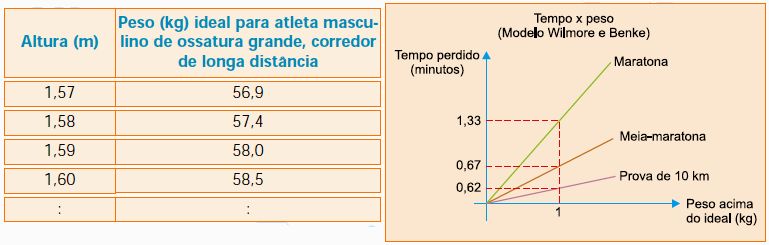 Altura (m)
Peso (kg) ideal para atleta mascu-
lino de ossatura grande, corredor
de longa distância
1,57 56,9
1,58 57,4
1,59 58,0
1,60 58,5
: :
Tempo x peso
(Modelo Wilmore e Benke)
Tempo perdido
(minutos)
Maratona
1,33
Meia-maratona
0,67
Prova de 10 km
0,62
1
Peso acima
do ideal (kg)